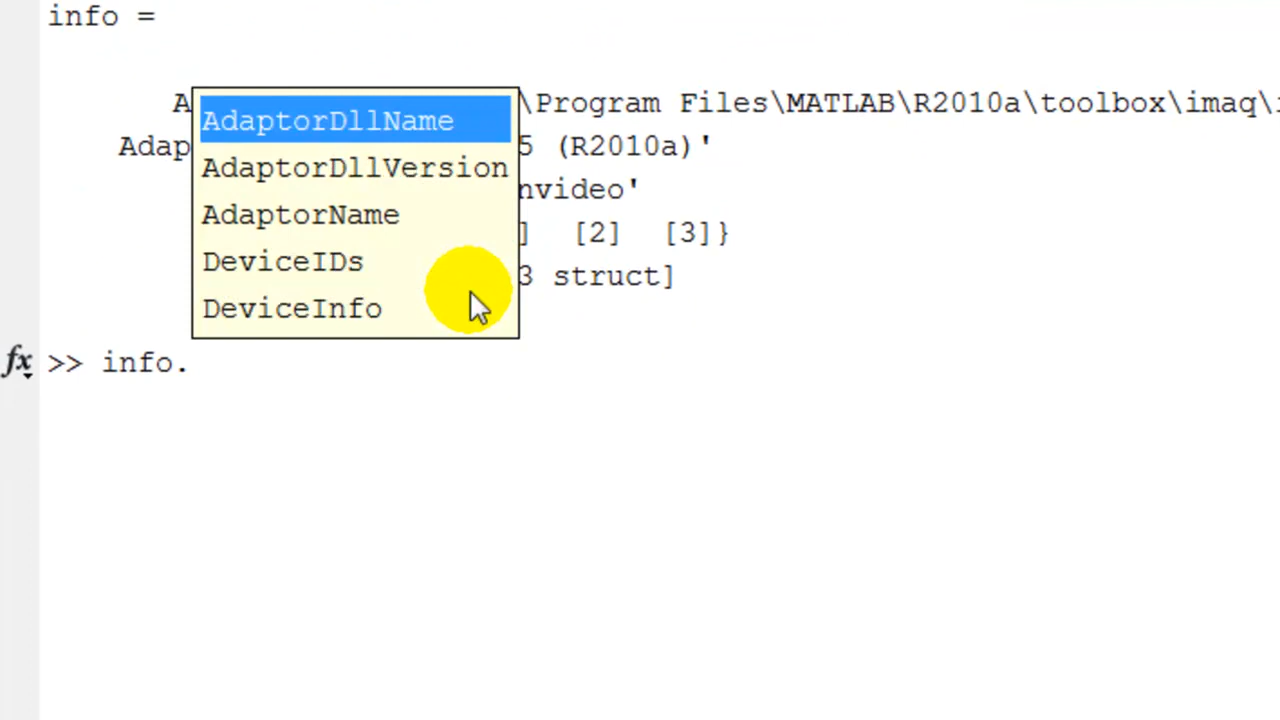 info =
A \Program Files\MATLAB\R2010a\toolbox\imaq\
Adap 5 (R2010a)'
nvideo'
] [2] [3]}
3 struct]
AdaptorDllName
AdaptorDllVersion
AdaptorName
DeviceIDs
DeviceInfo
fx >> info.